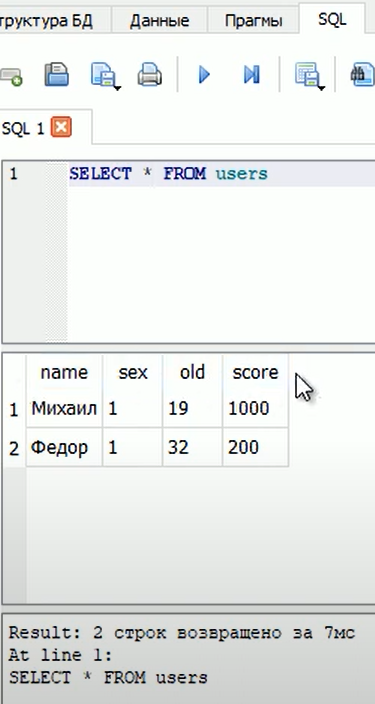 труктура БД Данные Прагмы SQL
SQL 1
1 SELECT * FROM users
name sex old score
1 Михаил 1 19 1000
2 Федор 1 32 200
Result: 2 строк возвращено за 7мс
At line 1:
SELECT * FROM users